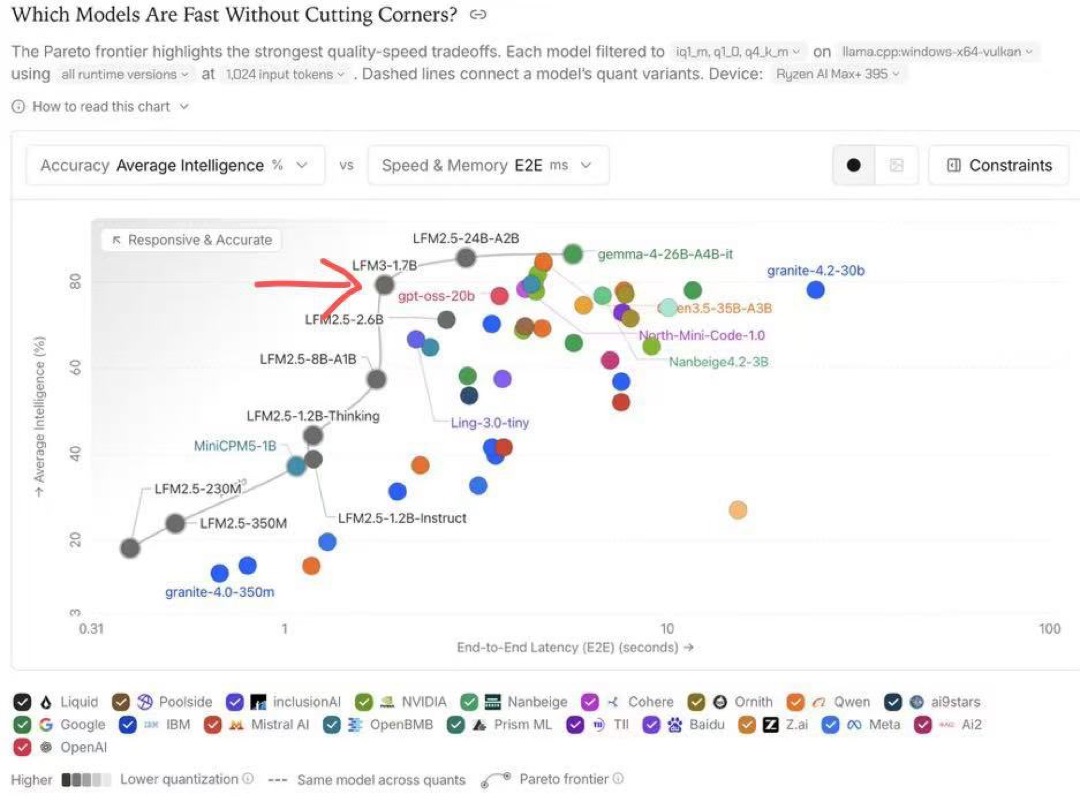 Which Models Are Fast Without Cutting Corners?
The Pareto frontier highlights the strongest quality-speed tradeoffs. Each model filtered to iq1_m, q1_0, q4_k_m on llama.cpp:windows-x64-vulkan
using all runtime versions at 1,024 input tokens . Dashed lines connect a model's quant variants. Device: Ryzen AI Max+ 395
How to read this chart
Accuracy Average Intelligence % vs Speed & Memory E2E ms Constraints
Responsive & Accurate
LFM2.5-24B-A2B
gemma-4-26B-A4B-it
LFM3-1.7B
granite-4.2-30b
80
gpt-oss-20b
en3.5-35B-A3B
LFM2.5-2.6B
North-Mini-Code-1.0
LFM2.5-8B-A1B
Nanbeige4.2-3B
60
LFM2.5-1.2B-Thinking
Ling-3.0-tiny
MiniCPM5-1B
40
LFM2.5-230M
LFM2.5-350M
LFM2.5-1.2B-Instruct
20
granite-4.0-350m
3
→ Average Intelligence (%)
0.31 1 10 100
End-to-End Latency (E2E) (seconds) →
Liquid Poolside inclusionAI NVIDIA Nanbeige Cohere Ornith Qwen ai9stars
Google IBM Mistral AI OpenBMB Prism ML TII Baidu Z.ai Meta Ai2
OpenAI
Higher Lower quantization Same model across quants Pareto frontier